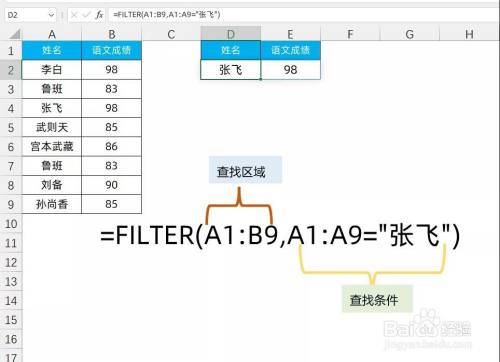 D2 fx =FILTER(A1:B9,A1:A9="张飞")
A B C D E F G H
1 姓名 语文成绩 姓名 语文成绩
2 李白 98 张飞 98
3 鲁班 83
4 张飞 98
5 武则天 85
6 宫本武藏 86
7 鲁班 83
8 刘备 90
9 孙尚香 85
查找区域
10
11
12
13
14
15
16
17
=FILTER(A1:B9,A1:A9="张飞")
查找条件
Baidu经验